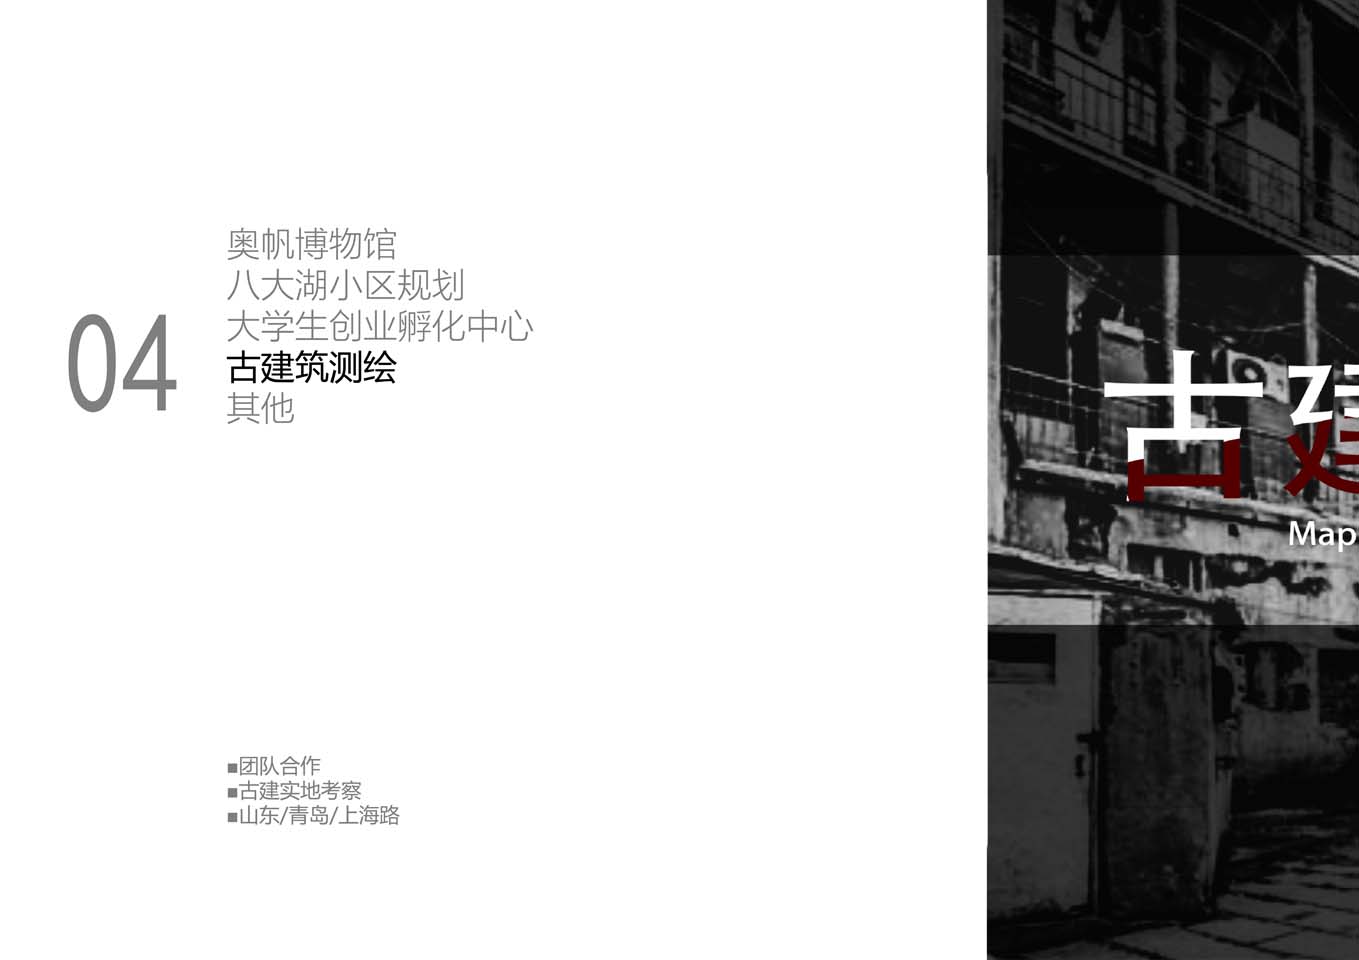 04
奥帆博物馆
八大湖小区规划
大学生创业孵化中心
古建筑测绘
其他
■团队合作
■古建实地考察
■山东/青岛/上海路
古建
Map